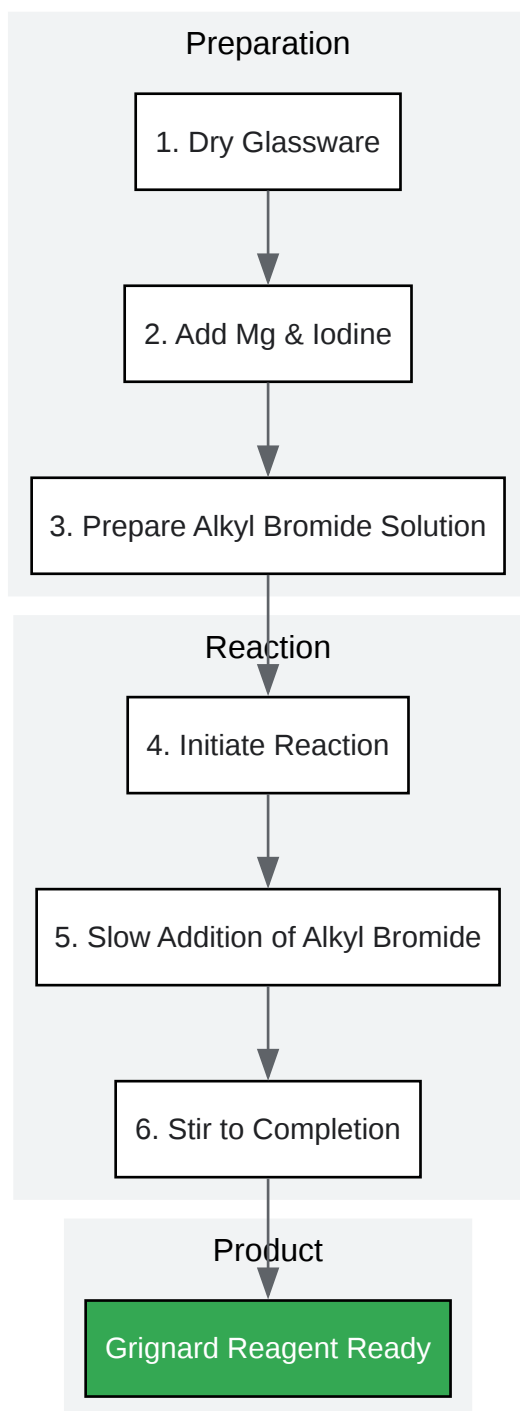 Preparation
1. Dry Glassware
2. Add Mg & Iodine
3. Prepare Alkyl Bromide Solution
Reaction
4. Initiate Reaction
5. Slow Addition of Alkyl Bromide
6. Stir to Completion
Product
Grignard Reagent Ready